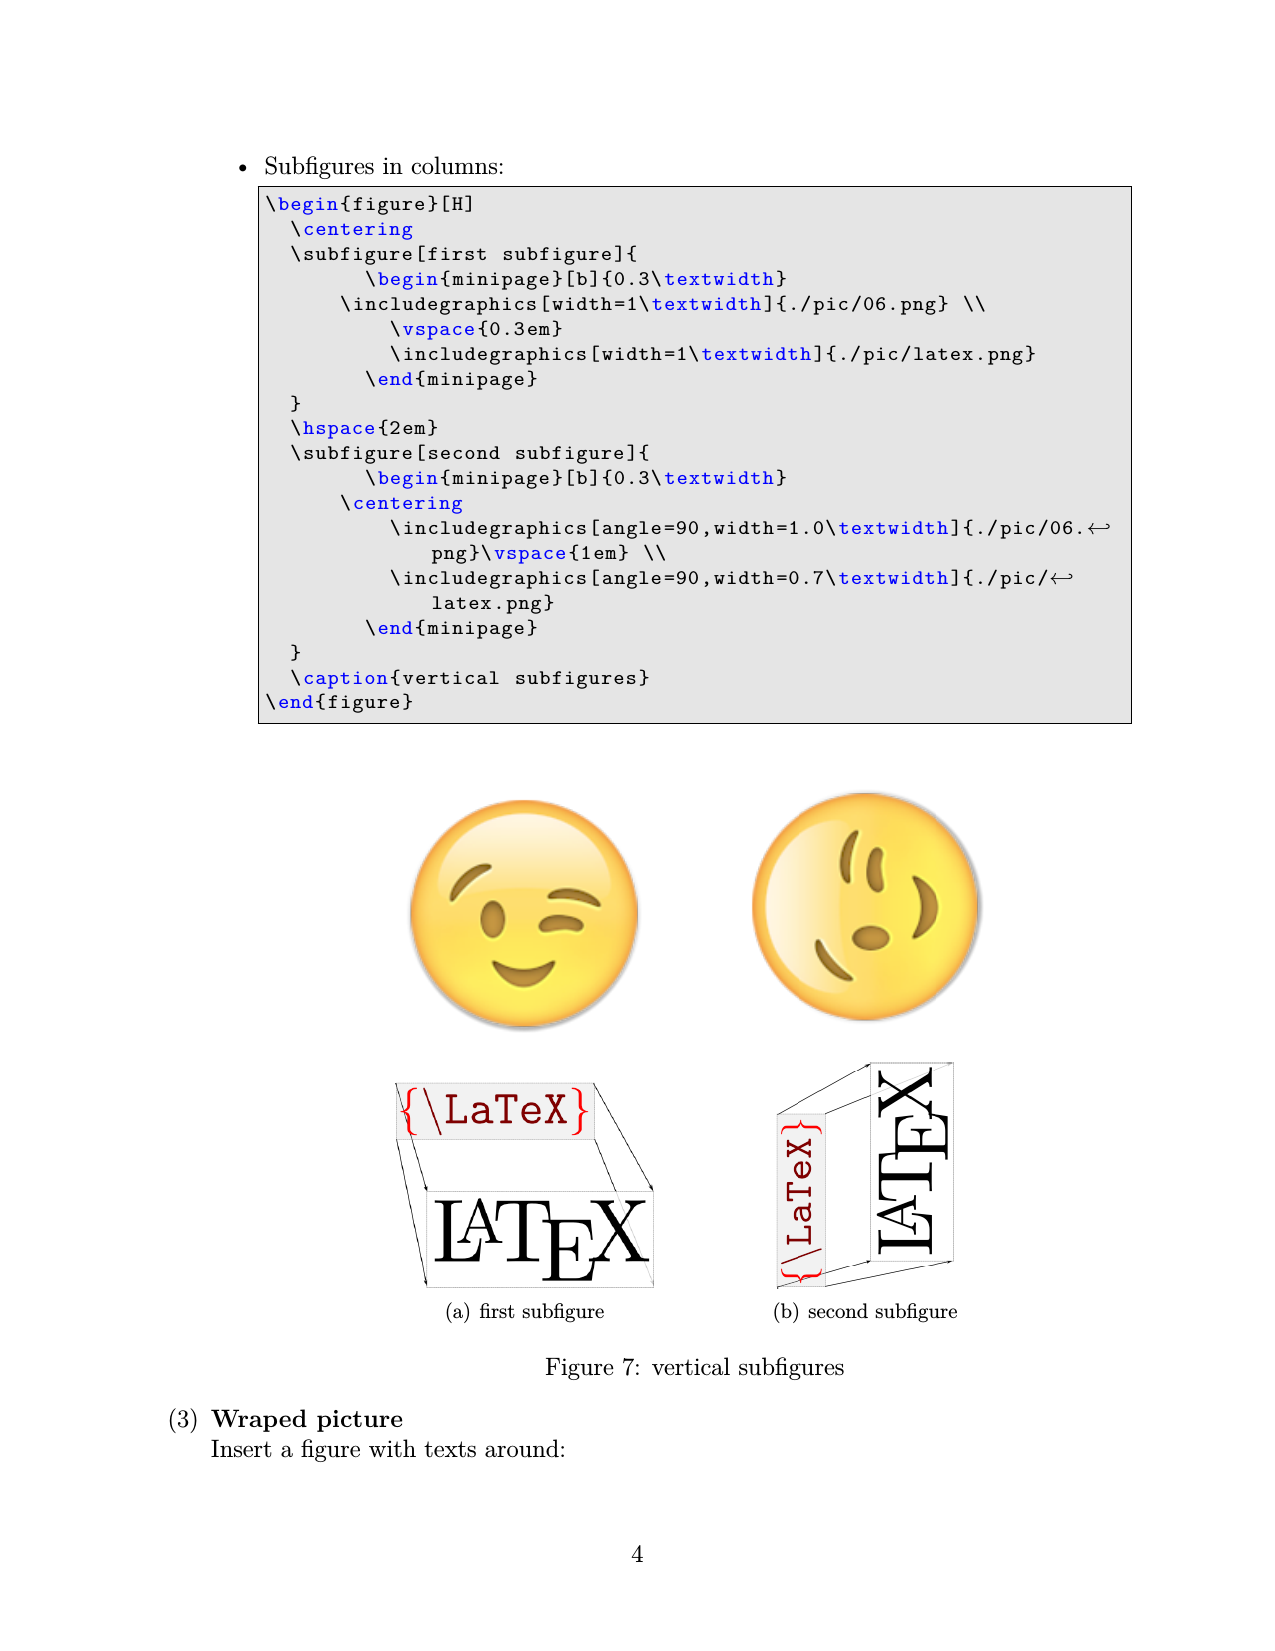 • Subfigures in columns:
\begin{figure}[H]
  \centering
  \subfigure[first subfigure]{
        \begin{minipage}[b]{0.3\textwidth}
      \includegraphics[width=1\textwidth]{./pic/06.png} \\
          \vspace{0.3em}
          \includegraphics[width=1\textwidth]{./pic/latex.png}
        \end{minipage}
  }
  \hspace{2em}
  \subfigure[second subfigure]{
        \begin{minipage}[b]{0.3\textwidth}
      \centering
          \includegraphics[angle=90,width=1.0\textwidth]{./pic/06.↩
             png}\vspace{1em} \\
          \includegraphics[angle=90,width=0.7\textwidth]{./pic/↩
             latex.png}
        \end{minipage}
  }
  \caption{vertical subfigures}
\end{figure}
{\LaTeX}
LATEX
{\LaTeX}
LATEX
(a) first subfigure
(b) second subfigure
Figure 7: vertical subfigures
(3) Wraped picture
Insert a figure with texts around:
4